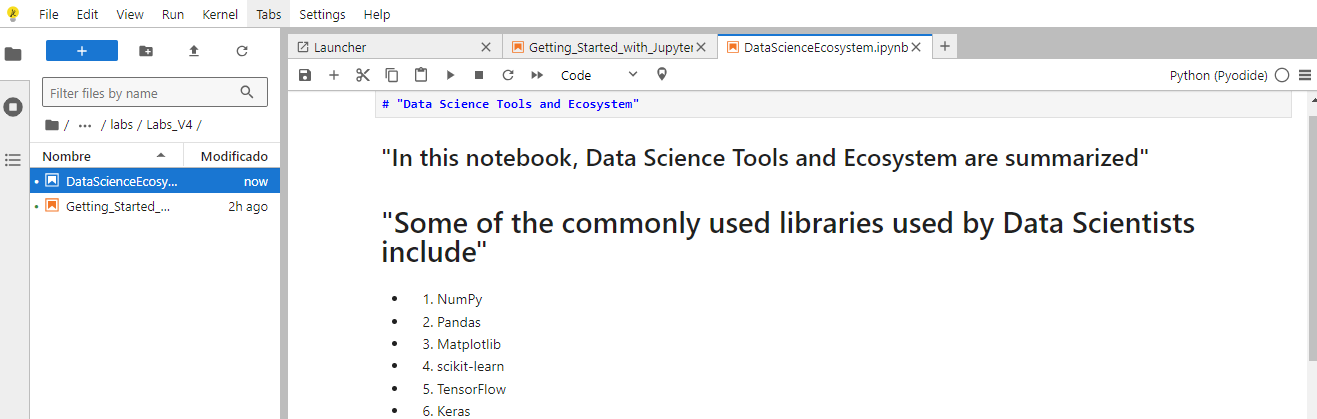 File Edit View Run Kernel Tabs Settings Help
Launcher
Getting_Started_with_Jupyter
DataScienceEcosystem.ipynb
Code
Python (Pyodide)
Filter files by name
/ ... / labs / Labs_V4 /
Nombre Modificado
DataScienceEcosy... now
Getting_Started_... 2h ago
# "Data Science Tools and Ecosystem"
"In this notebook, Data Science Tools and Ecosystem are summarized"
"Some of the commonly used libraries used by Data Scientists
include"
1. NumPy
2. Pandas
3. Matplotlib
4. scikit-learn
5. TensorFlow
6. Keras